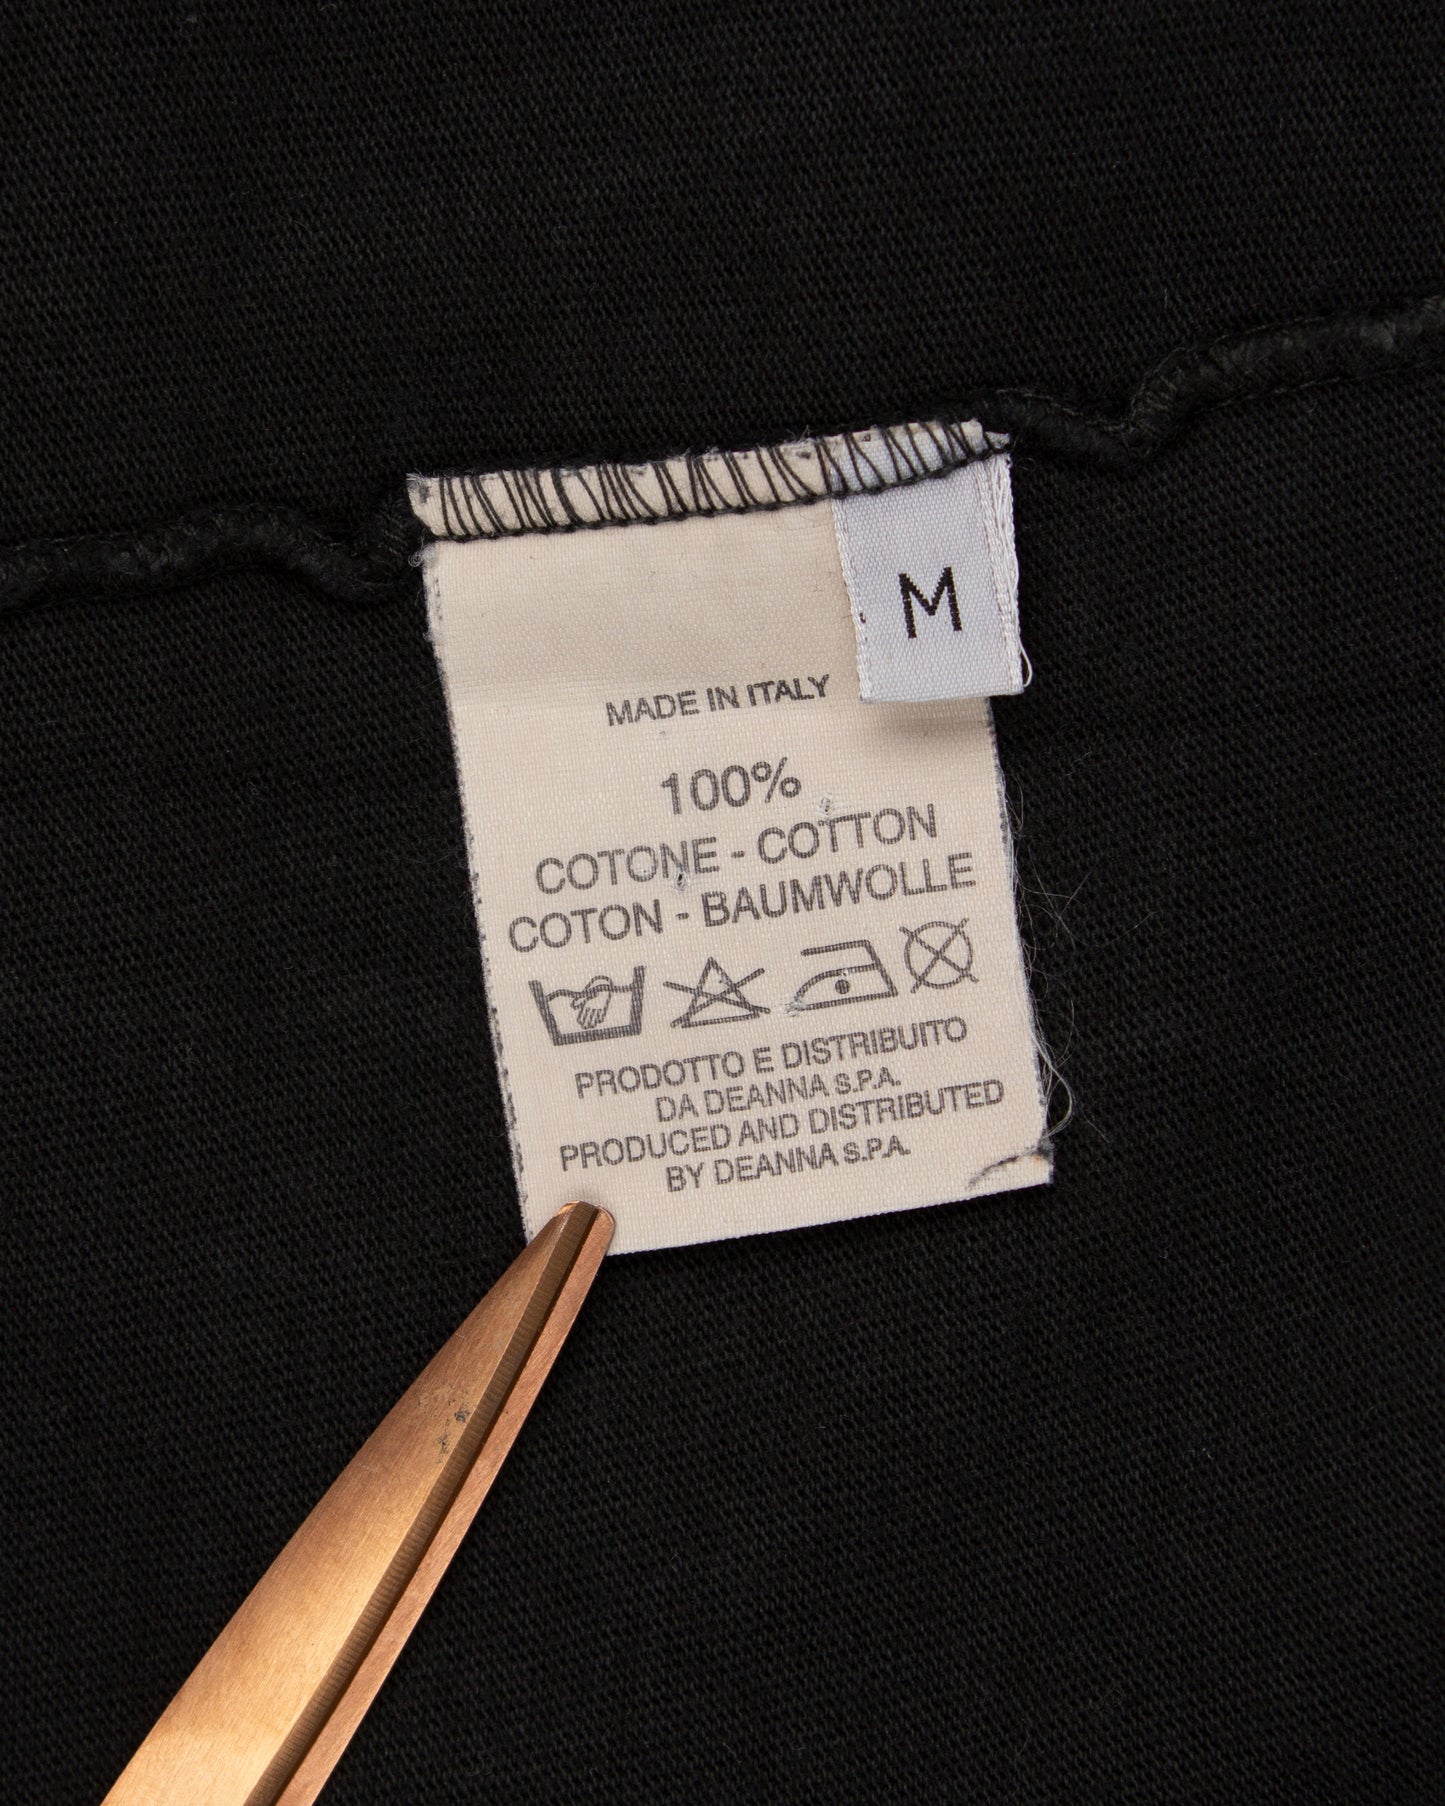 M
MADE IN ITALY
100%
COTONE - COTTON
COTON - BAUMWOLLE
PRODOTTO E DISTRIBUITO
DA DEANNA S.P.A.
PRODUCED AND DISTRIBUTED
BY DEANNA S.P.A.